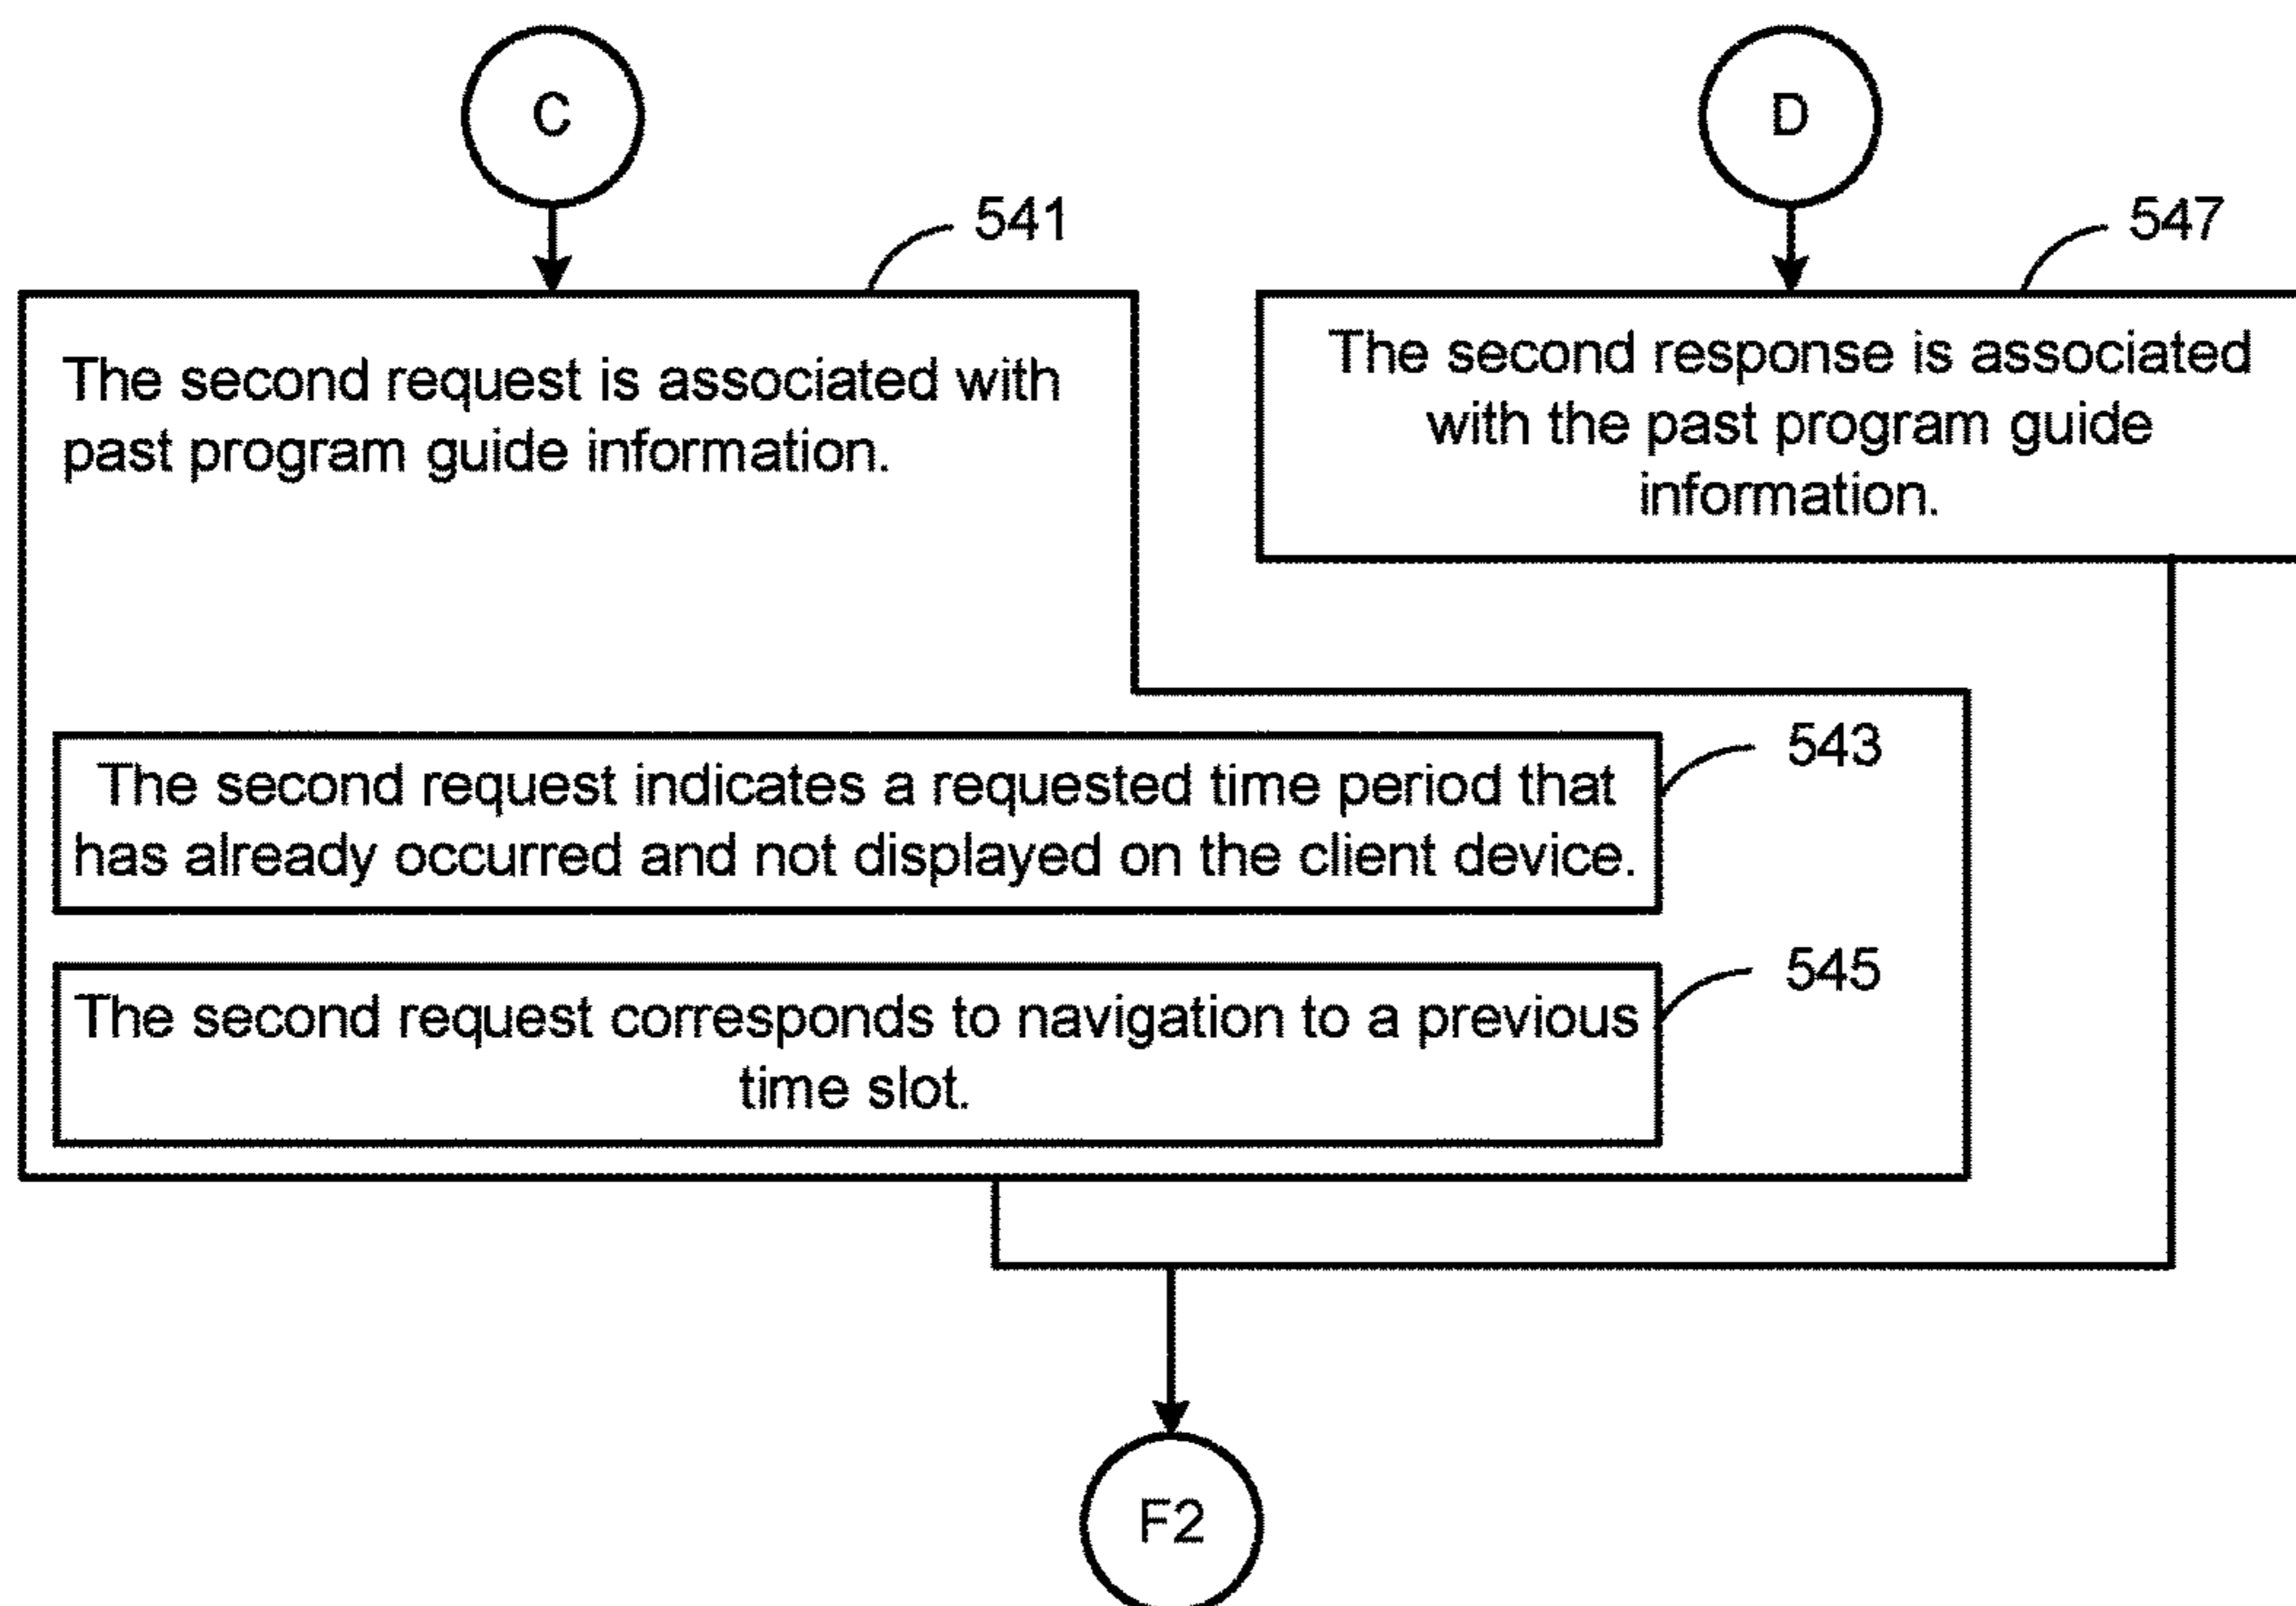 C
D
541
547
The second request is associated with
past program guide information.
The second response is associated
with the past program guide
information.
543
The second request indicates a requested time period that
has already occurred and not displayed on the client device.
545
The second request corresponds to navigation to a previous
time slot.
F2